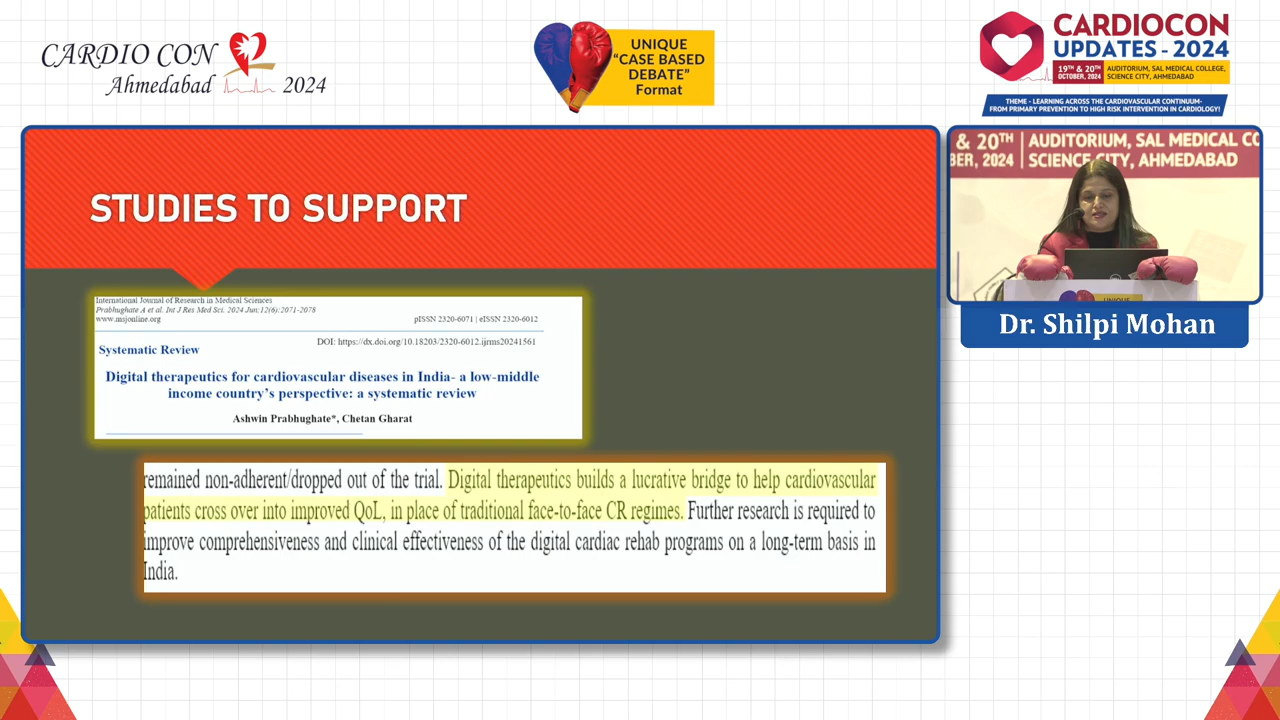 CARDIO CON
Ahmedabad 2024
UNIQUE
“CASE BASED
DEBATE”
Format
CARDIOCON
UPDATES - 2024
19TH & 20TH
OCTOBER, 2024
AUDITORIUM, SAL MEDICAL COLLEGE,
SCIENCE CITY, AHMEDABAD
THEME - LEARNING ACROSS THE CARDIOVASCULAR CONTINUUM-
FROM PRIMARY PREVENTION TO HIGH RISK INTERVENTION IN CARDIOLOGY!
STUDIES TO SUPPORT
International Journal of Research in Medical Sciences
Prabhughate A et al. Int J Res Med Sci. 2024 Jun;12(6):2071-2078
www.msjonline.org
pISSN 2320-6071 | eISSN 2320-6012
DOI: https://dx.doi.org/10.18203/2320-6012.ijrms20241561
Systematic Review
Digital therapeutics for cardiovascular diseases in India- a low-middle
income country’s perspective: a systematic review
Ashwin Prabhughate*, Chetan Gharat
remained non-adherent/dropped out of the trial. Digital therapeutics builds a lucrative bridge to help cardiovascular
patients cross over into improved QoL, in place of traditional face-to-face CR regimes. Further research is required to
improve comprehensiveness and clinical effectiveness of the digital cardiac rehab programs on a long-term basis in
India.
& 20TH
BER, 2024
AUDITORIUM, SAL MEDICAL CO
SCIENCE CITY, AHMEDABAD
UNIQUE
Dr. Shilpi Mohan